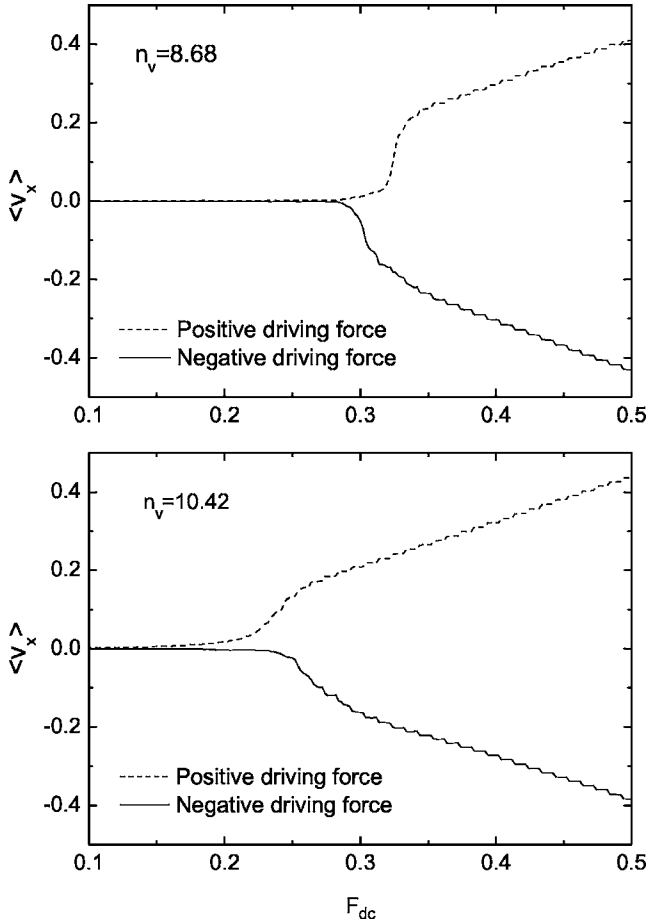 0.4
n_v=8.68
0.2
<v_x>
0.0
-0.2
Positive driving force
Negative driving force
-0.4
0.1 0.2 0.3 0.4 0.5
0.4
n_v=10.42
0.2
<v_x>
0.0
-0.2
Positive driving force
Negative driving force
-0.4
0.1 0.2 0.3 0.4 0.5
F_dc